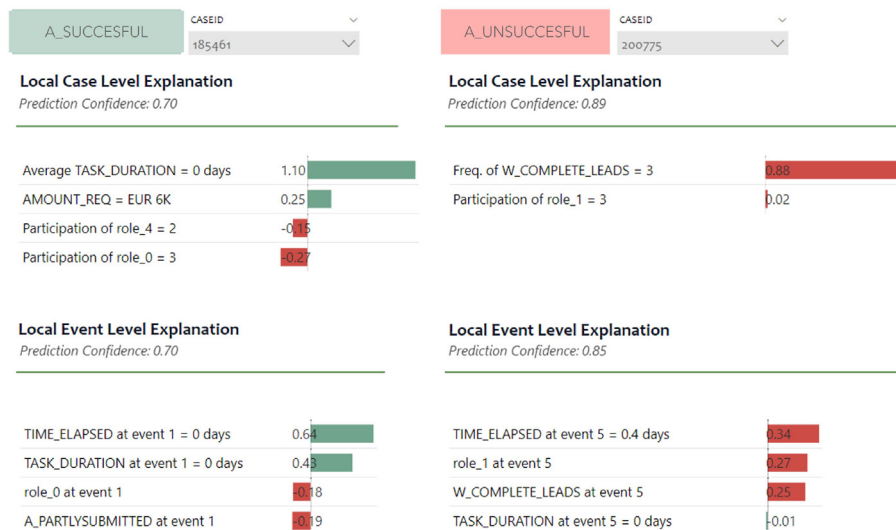 A_SUCCESFUL
CASEID
185461
Local Case Level Explanation
Prediction Confidence: 0.70
Average TASK_DURATION = 0 days 1.10
AMOUNT_REQ = EUR 6K 0.25
Participation of role_4 = 2 -0.15
Participation of role_0 = 3 -0.27
Local Event Level Explanation
Prediction Confidence: 0.70
TIME_ELAPSED at event 1 = 0 days 0.64
TASK_DURATION at event 1 = 0 days 0.43
role_0 at event 1 -0.18
A_PARTLYSUBMITTED at event 1 -0.19
A_UNSUCCESFUL
CASEID
200775
Local Case Level Explanation
Prediction Confidence: 0.89
Freq. of W_COMPLETE_LEADS = 3 0.88
Participation of role_1 = 3 0.02
Local Event Level Explanation
Prediction Confidence: 0.85
TIME_ELAPSED at event 5 = 0.4 days 0.34
role_1 at event 5 0.27
W_COMPLETE_LEADS at event 5 0.25
TASK_DURATION at event 5 = 0 days -0.01